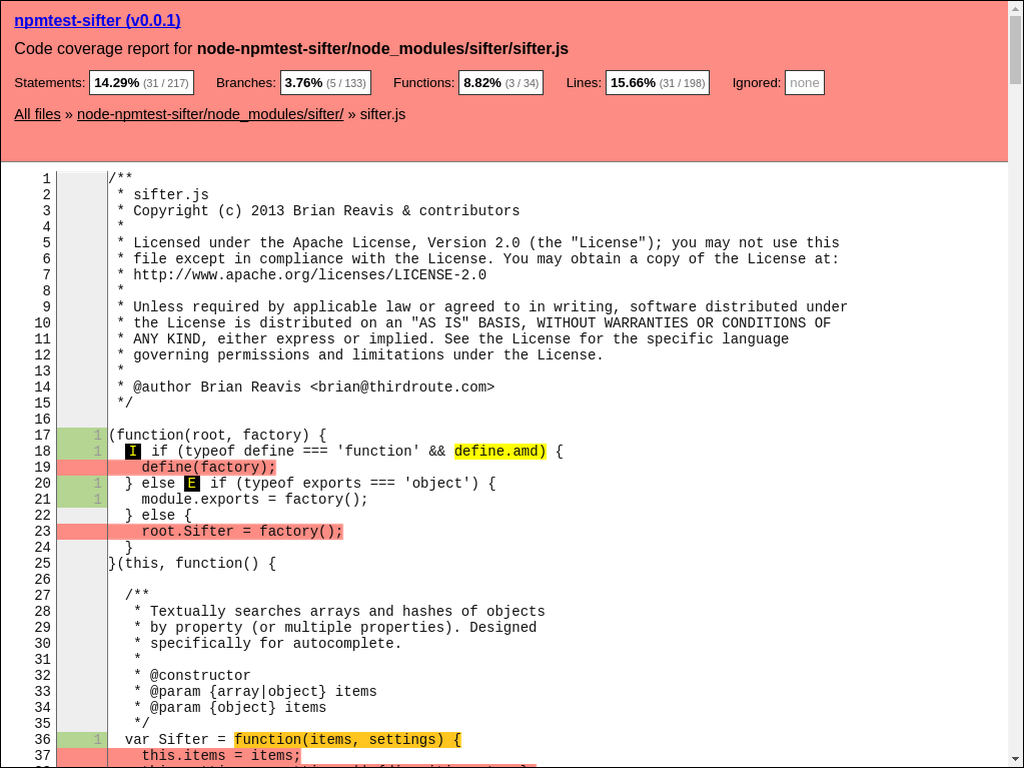 npmtest-sifter (v0.0.1)
Code coverage report for node-npmtest-sifter/node_modules/sifter/sifter.js
Statements: 14.29% (31 / 217) Branches: 3.76% (5 / 133) Functions: 8.82% (3 / 34) Lines: 15.66% (31 / 198) Ignored: none
All files » node-npmtest-sifter/node_modules/sifter/ » sifter.js
1 /**
2 * sifter.js
3 * Copyright (c) 2013 Brian Reavis & contributors
4 *
5 * Licensed under the Apache License, Version 2.0 (the "License"); you may not use this
6 * file except in compliance with the License. You may obtain a copy of the License at:
7 * http://www.apache.org/licenses/LICENSE-2.0
8 *
9 * Unless required by applicable law or agreed to in writing, software distributed under
10 * the License is distributed on an "AS IS" BASIS, WITHOUT WARRANTIES OR CONDITIONS OF
11 * ANY KIND, either express or implied. See the License for the specific language
12 * governing permissions and limitations under the License.
13 *
14 * @author Brian Reavis <brian@thirdroute.com>
15 */
16
17 1 (function(root, factory) {
18 1 I if (typeof define === 'function' && define.amd) {
19 define(factory);
20 1 } else E if (typeof exports === 'object') {
21 1 module.exports = factory();
22 } else {
23 root.Sifter = factory();
24 }
25 }(this, function() {
26
27 /**
28 * Textually searches arrays and hashes of objects
29 * by property (or multiple properties). Designed
30 * specifically for autocomplete.
31 *
32 * @constructor
33 * @param {array|object} items
34 * @param {object} items
35 */
36 1 var Sifter = function(items, settings) {
37 this.items = items;